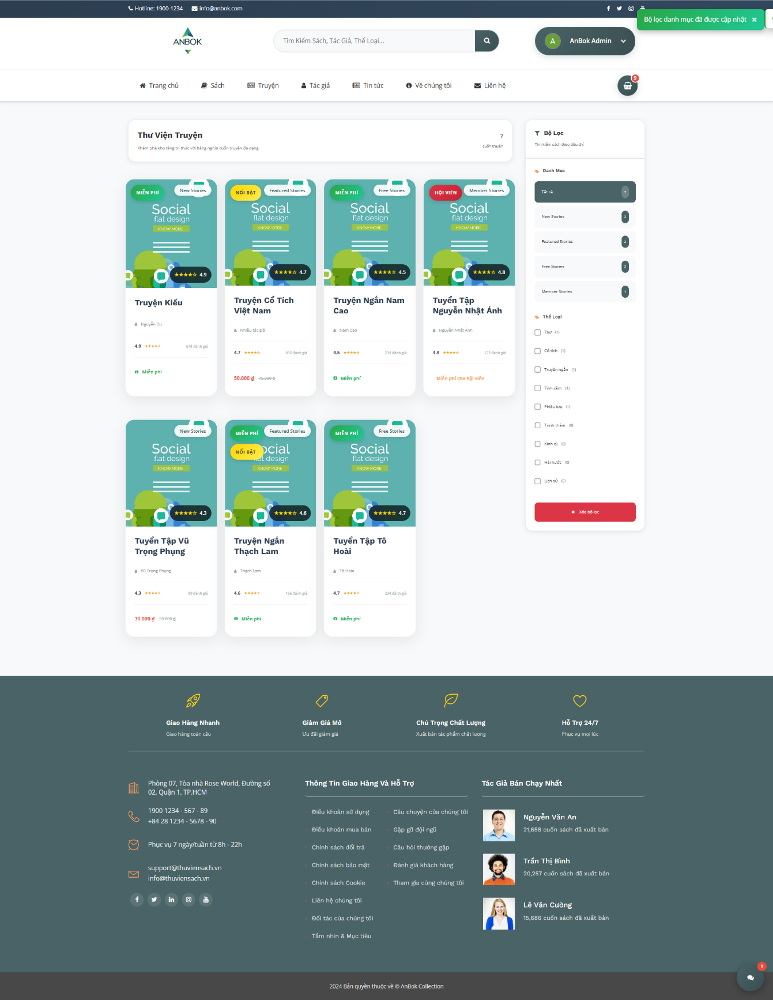 Hotline: 1900-1234 info@anbok.com
Bộ lọc danh mục đã được cập nhật
ANBOK
Tìm Kiếm Sách, Tác Giả, Thể Loại...
A AnBok Admin
Trang chủ Sách Truyện Tác giả Tin tức Về chúng tôi Liên hệ
9
Thư Viện Truyện
Khám phá kho tàng tri thức với hàng nghìn cuốn truyện đa dạng
7
cuốn truyện
MIỄN PHÍ New Stories
Social
flat design
KNOW MORE
★★★★☆ 4.9
Truyện Kiều
Nguyễn Du
4.9 678 đánh giá
Miễn phí
NỔI BẬT Featured Stories
Social
flat design
KNOW MORE
★★★★☆ 4.7
Truyện Cổ Tích
Việt Nam
Nhiều tác giả
4.7 456 đánh giá
50.000 ₫ 75.000 ₫
MIỄN PHÍ Free Stories
Social
flat design
KNOW MORE
★★★★☆ 4.5
Truyện Ngắn Nam
Cao
Nam Cao
4.5 234 đánh giá
Miễn phí
HỘI VIÊN Member Stories
Social
flat design
KNOW MORE
★★★★☆ 4.8
Tuyển Tập
Nguyễn Nhật Ánh
Nguyễn Nhật Ánh
4.8 123 đánh giá
Miễn phí cho hội viên
New Stories
Social
flat design
KNOW MORE
★★★★☆ 4.3
Tuyển Tập Vũ
Trọng Phụng
Vũ Trọng Phụng
4.3 89 đánh giá
30.000 ₫ 50.000 ₫
MIỄN PHÍ Featured Stories
NỔI BẬT
Social
flat design
KNOW MORE
★★★★☆ 4.6
Truyện Ngắn
Thạch Lam
Thạch Lam
4.6 156 đánh giá
Miễn phí
MIỄN PHÍ Free Stories
Social
flat design
KNOW MORE
★★★★☆ 4.7
Tuyển Tập Tô
Hoài
Tô Hoài
4.7 234 đánh giá
Miễn phí
Bộ Lọc
Tìm kiếm sách theo tiêu chí
Danh Mục
Tất cả 7
New Stories 2
Featured Stories 2
Free Stories 2
Member Stories 1
Thể Loại
Thơ (1)
Cổ tích (1)
Truyện ngắn (1)
Tình cảm (1)
Phiêu lưu (1)
Trinh thám (0)
Kinh dị (0)
Hài hước (0)
Lịch sử (0)
Xóa bộ lọc
Giao Hàng Nhanh
Giao hàng toàn cầu
Giảm Giá Mở
Ưu đãi giảm giá
Chú Trọng Chất Lượng
Xuất bản tác phẩm chất lượng
Hỗ Trợ 24/7
Phục vụ mọi lúc
Phòng 07, Tòa nhà Rose World, Đường số
02, Quận 1, TP.HCM
1900 1234 - 567 - 89
+84 28 1234 - 5678 - 90
Phục vụ 7 ngày/tuần từ 8h - 22h
support@thuviensach.vn
info@thuviensach.vn
Thông Tin Giao Hàng Và Hỗ Trợ
Điều khoản sử dụng
Điều khoản mua bán
Chính sách đổi trả
Chính sách bảo mật
Chính sách Cookie
Liên hệ chúng tôi
Đối tác của chúng tôi
Tầm nhìn & Mục tiêu
Câu chuyện của chúng tôi
Gặp gỡ đội ngũ
Câu hỏi thường gặp
Đánh giá khách hàng
Tham gia cùng chúng tôi
Tác Giả Bán Chạy Nhất
Nguyễn Văn An
21,658 cuốn sách đã xuất bản
Trần Thị Bình
20,257 cuốn sách đã xuất bản
Lê Văn Cường
15,686 cuốn sách đã xuất bản
1
2024 Bản quyền thuộc về © AnBok Collection